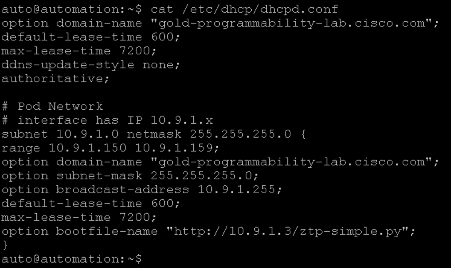 auto@automation:~$ cat /etc/dhcp/dhcpd.conf
option domain-name "gold-programmability-lab.cisco.com";
default-lease-time 600;
max-lease-time 7200;
ddns-update-style none;
authoritative;

# Pod Network
# interface has IP 10.9.1.x
subnet 10.9.1.0 netmask 255.255.255.0 {
range 10.9.1.150 10.9.1.159;
option domain-name "gold-programmability-lab.cisco.com";
option subnet-mask 255.255.255.0;
option broadcast-address 10.9.1.255;
default-lease-time 600;
max-lease-time 7200;
option bootfile-name "http://10.9.1.3/ztp-simple.py";
}
auto@automation:~$